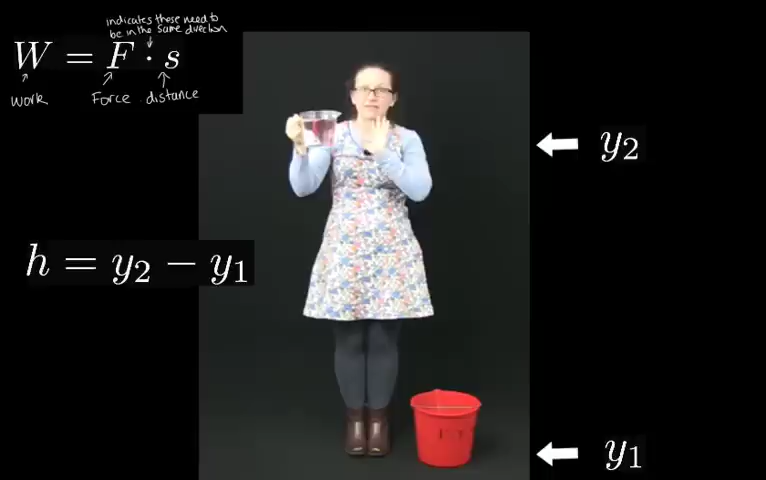 indicates these need to
be in the same direction
W = F · s
work Force distance
y₂
h = y₂ − y₁
y₁